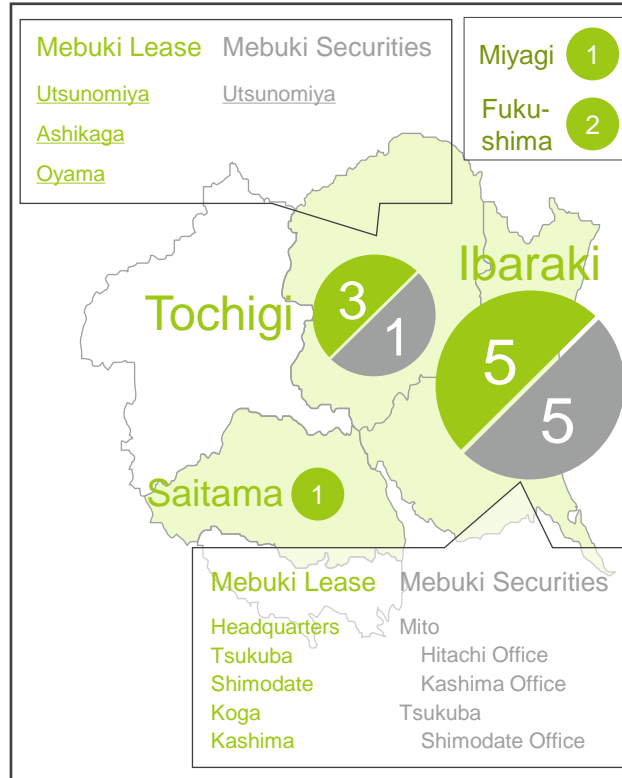 Mebuki Lease Mebuki Securities
Utsunomiya Utsunomiya
Ashikaga
Oyama
Miyagi 1
Fuku-
shima 2
Ibaraki
Tochigi 3 1
5 5
Saitama 1
Mebuki Lease Mebuki Securities
Headquarters Mito
Tsukuba Hitachi Office
Shimodate Kashima Office
Koga Tsukuba
Kashima Shimodate Office